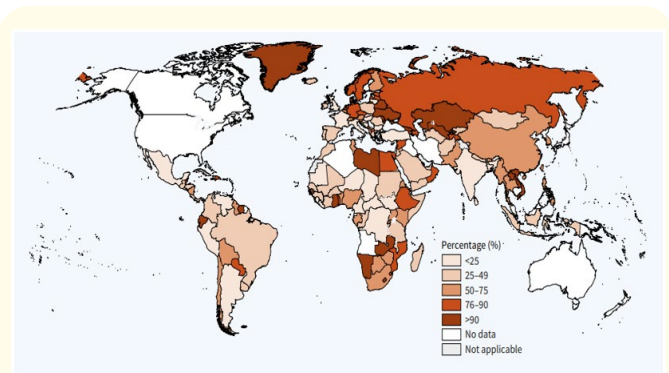 Percentage (%)
<25
25–49
50–75
76–90
>90
No data
Not applicable